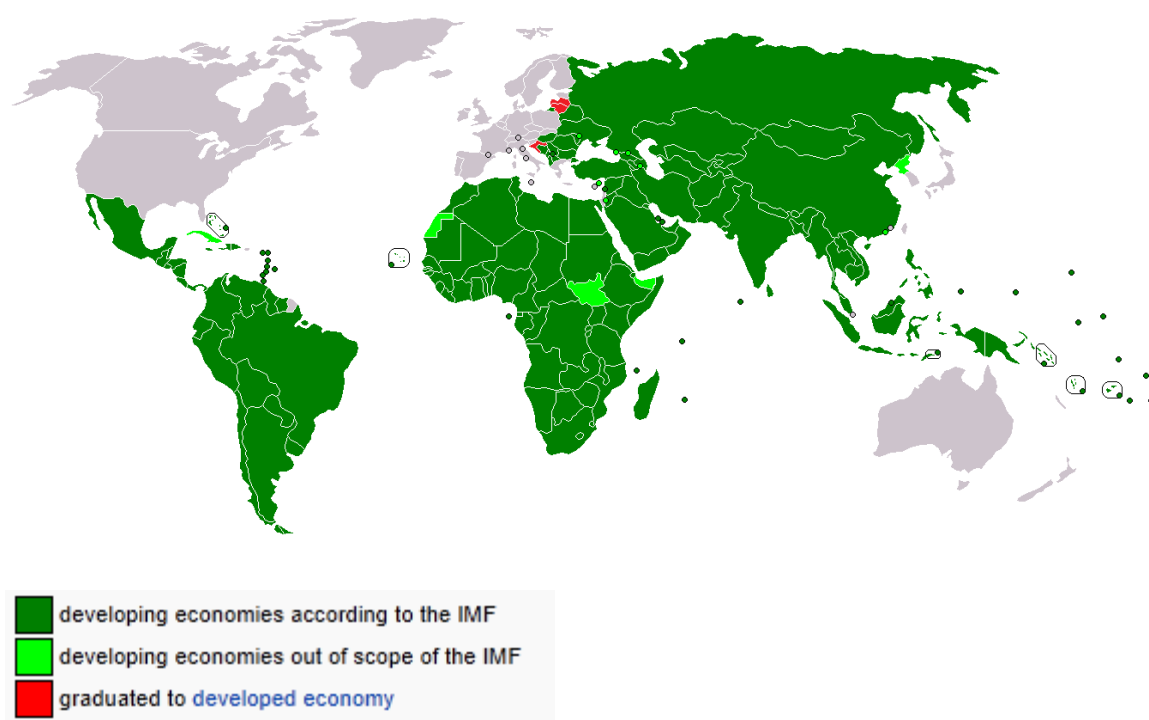 developing economies according to the IMF
developing economies out of scope of the IMF
graduated to developed economy